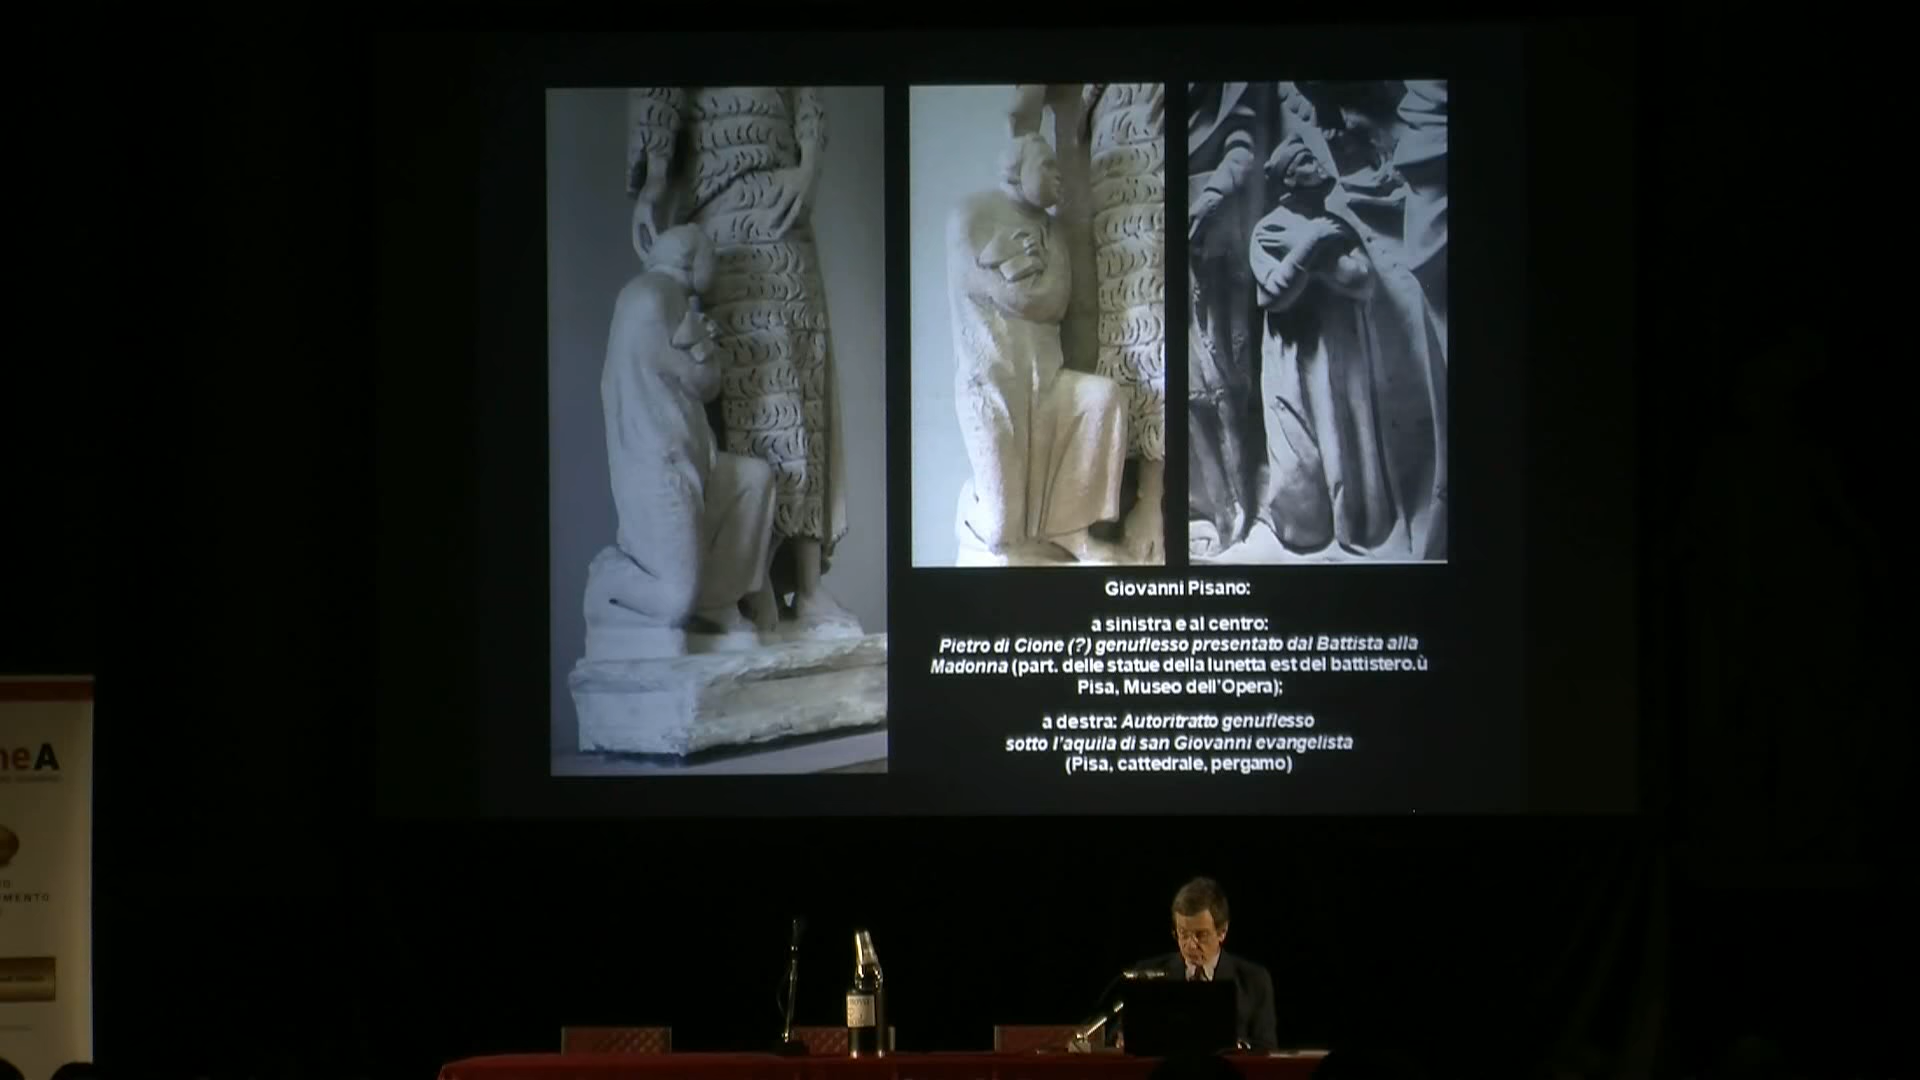 Giovanni Pisano:
a sinistra e al centro:
Pietro di Cione (?) genuflesso presentato dal Battista alla
Madonna (part. delle statue della lunetta est del battistero.ù
Pisa, Museo dell'Opera);
a destra: Autoritratto genuflesso
sotto l'aquila di san Giovanni evangelista
(Pisa, cattedrale, pergamo)
neA
MENTO